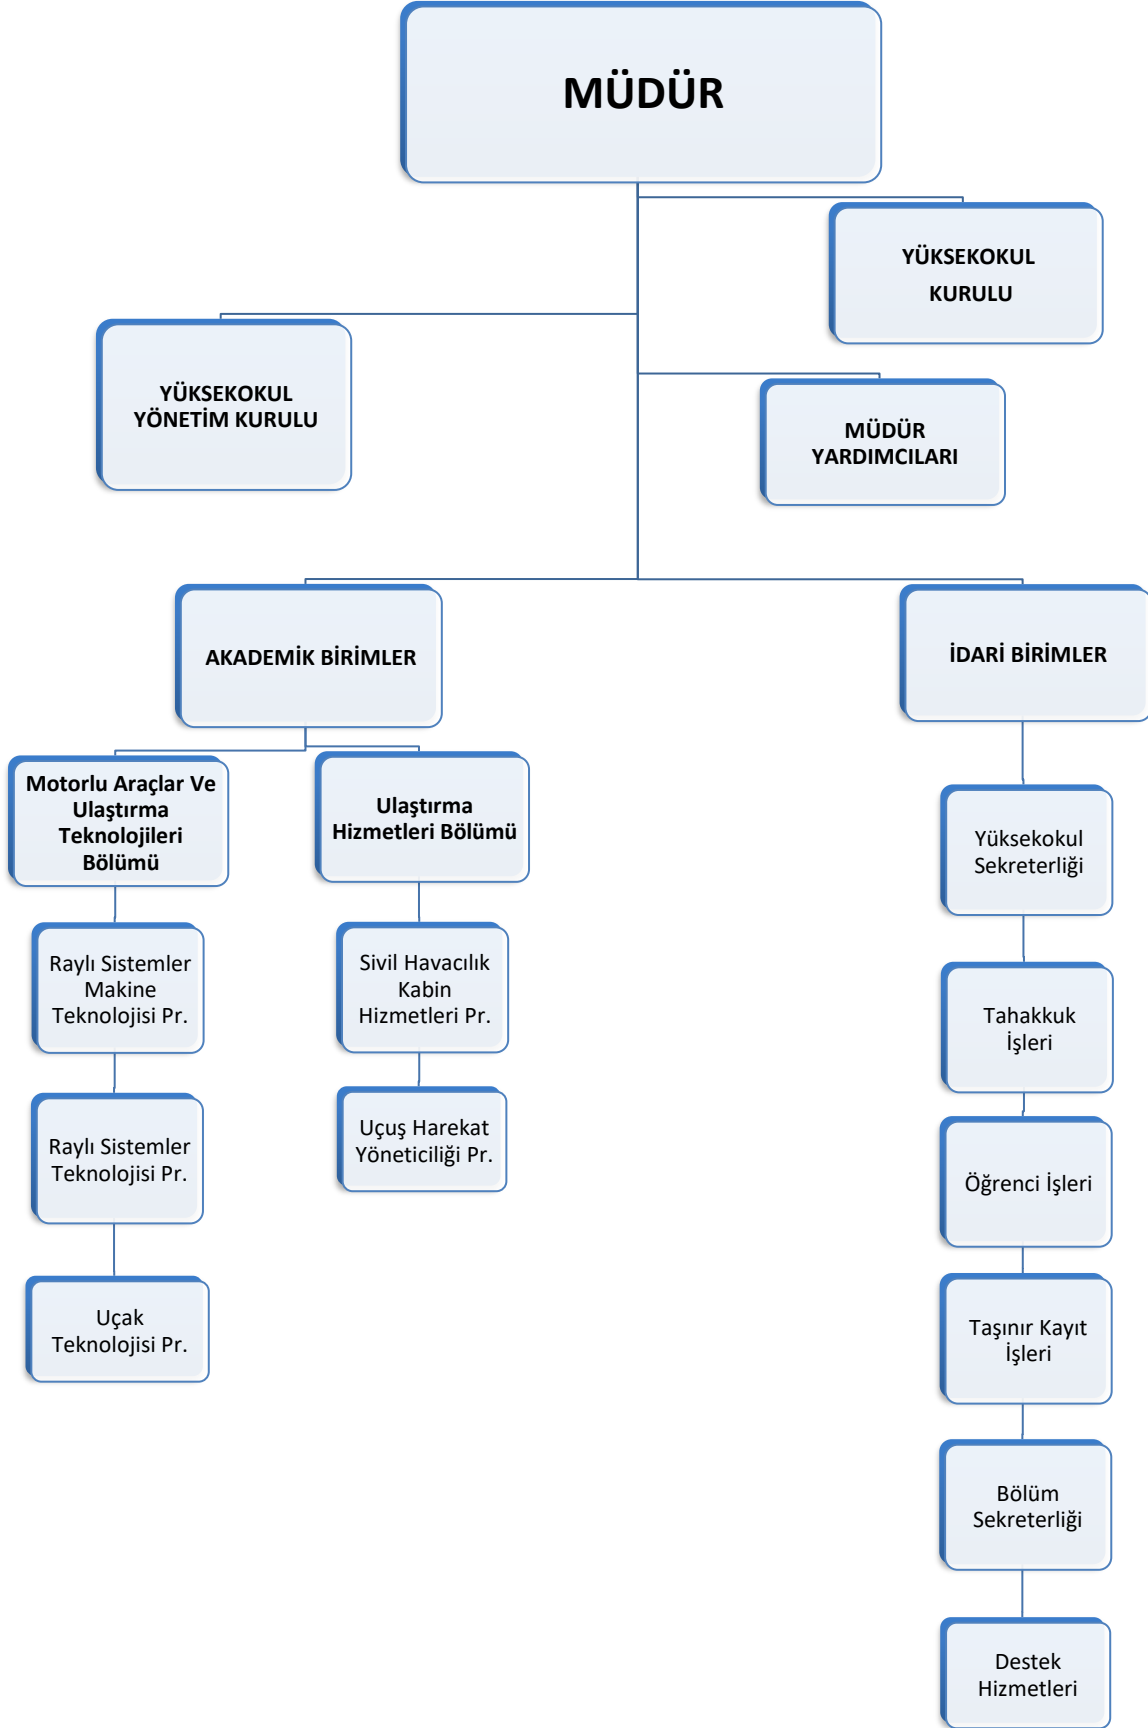 MÜDÜR
YÜKSEKOKUL
KURULU
YÜKSEKOKUL
YÖNETİM KURULU
MÜDÜR
YARDIMCILARI
AKADEMİK BİRİMLER
İDARİ BİRİMLER
Motorlu Araçlar Ve
Ulaştırma
Teknolojileri
Bölümü
Ulaştırma
Hizmetleri Bölümü
Raylı Sistemler
Makine
Teknolojisi Pr.
Raylı Sistemler
Teknolojisi Pr.
Uçak
Teknolojisi Pr.
Sivil Havacılık
Kabin
Hizmetleri Pr.
Uçuş Harekat
Yöneticiliği Pr.
Yüksekokul
Sekreterliği
Tahakkuk
İşleri
Öğrenci İşleri
Taşınır Kayıt
İşleri
Bölüm
Sekreterliği
Destek
Hizmetleri